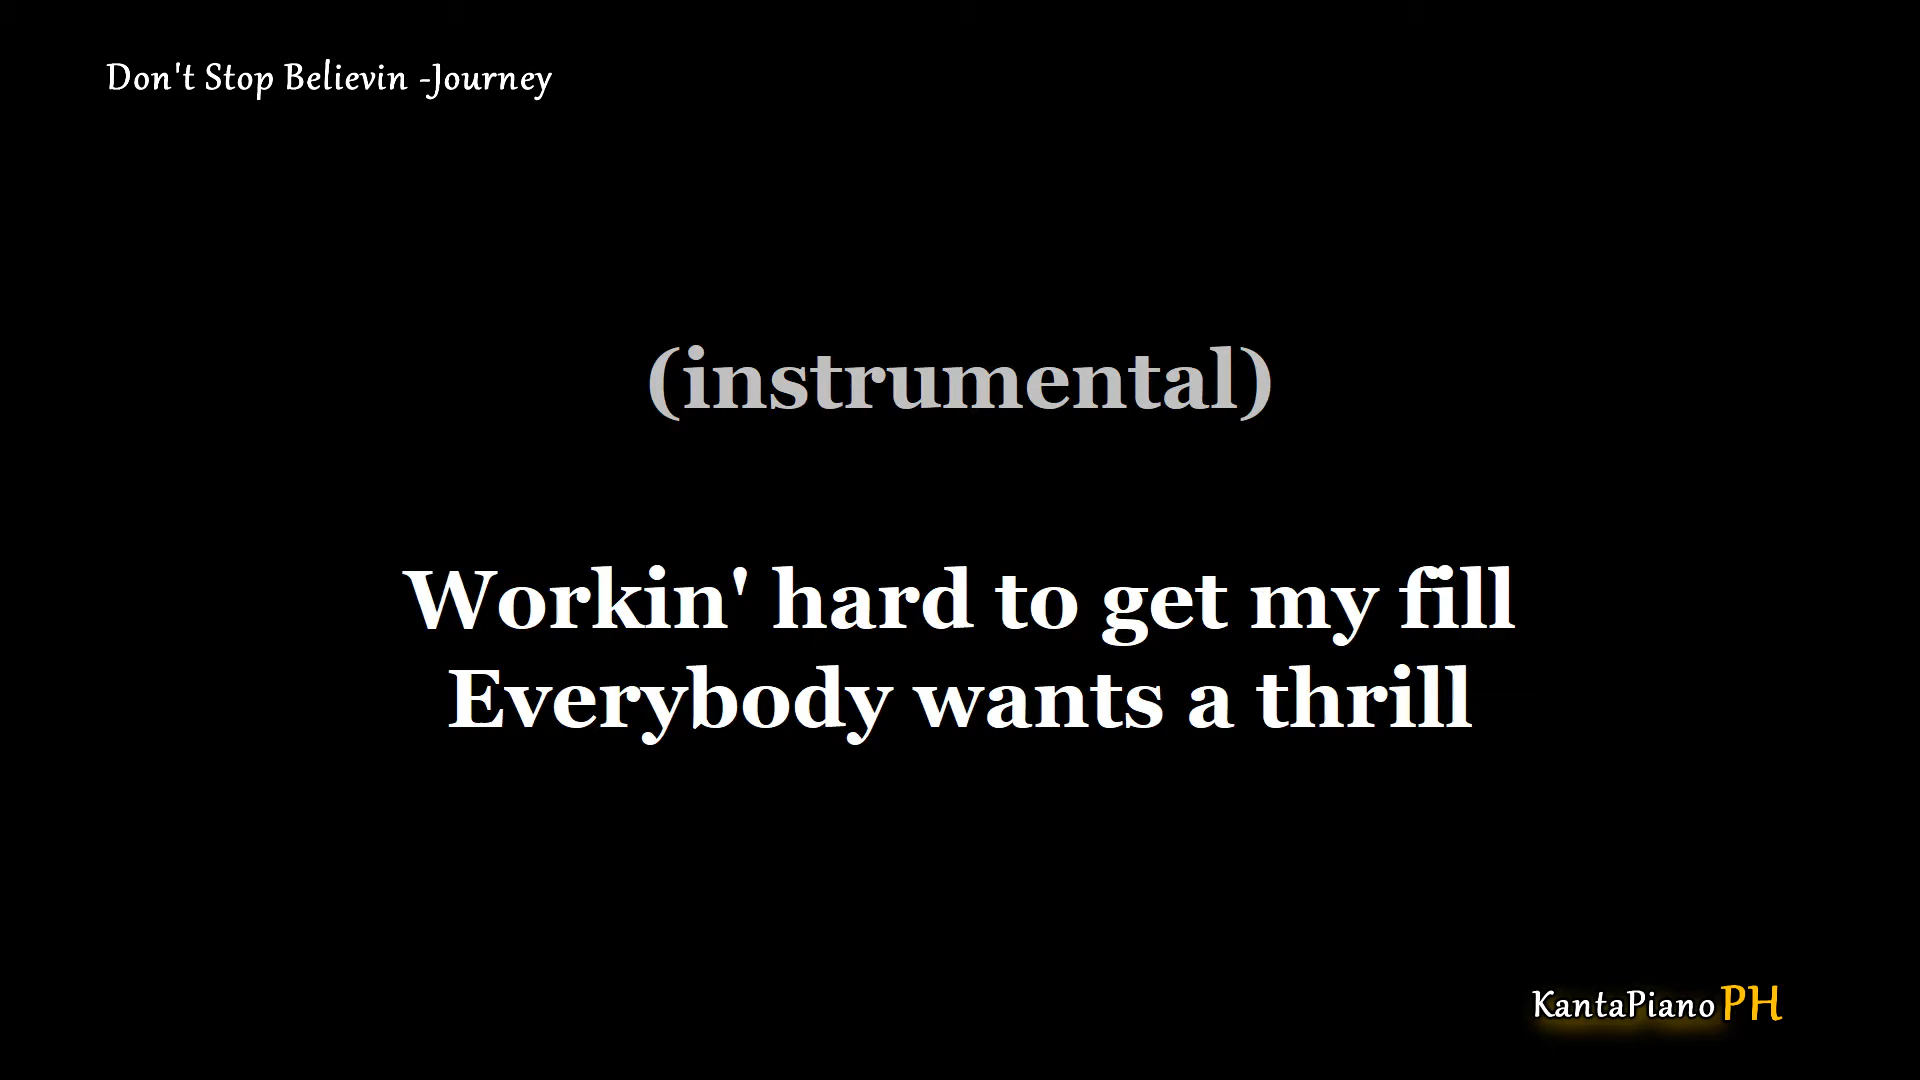 Don't Stop Believin -Journey
(instrumental)
Workin' hard to get my fill
Everybody wants a thrill
KantaPiano PH